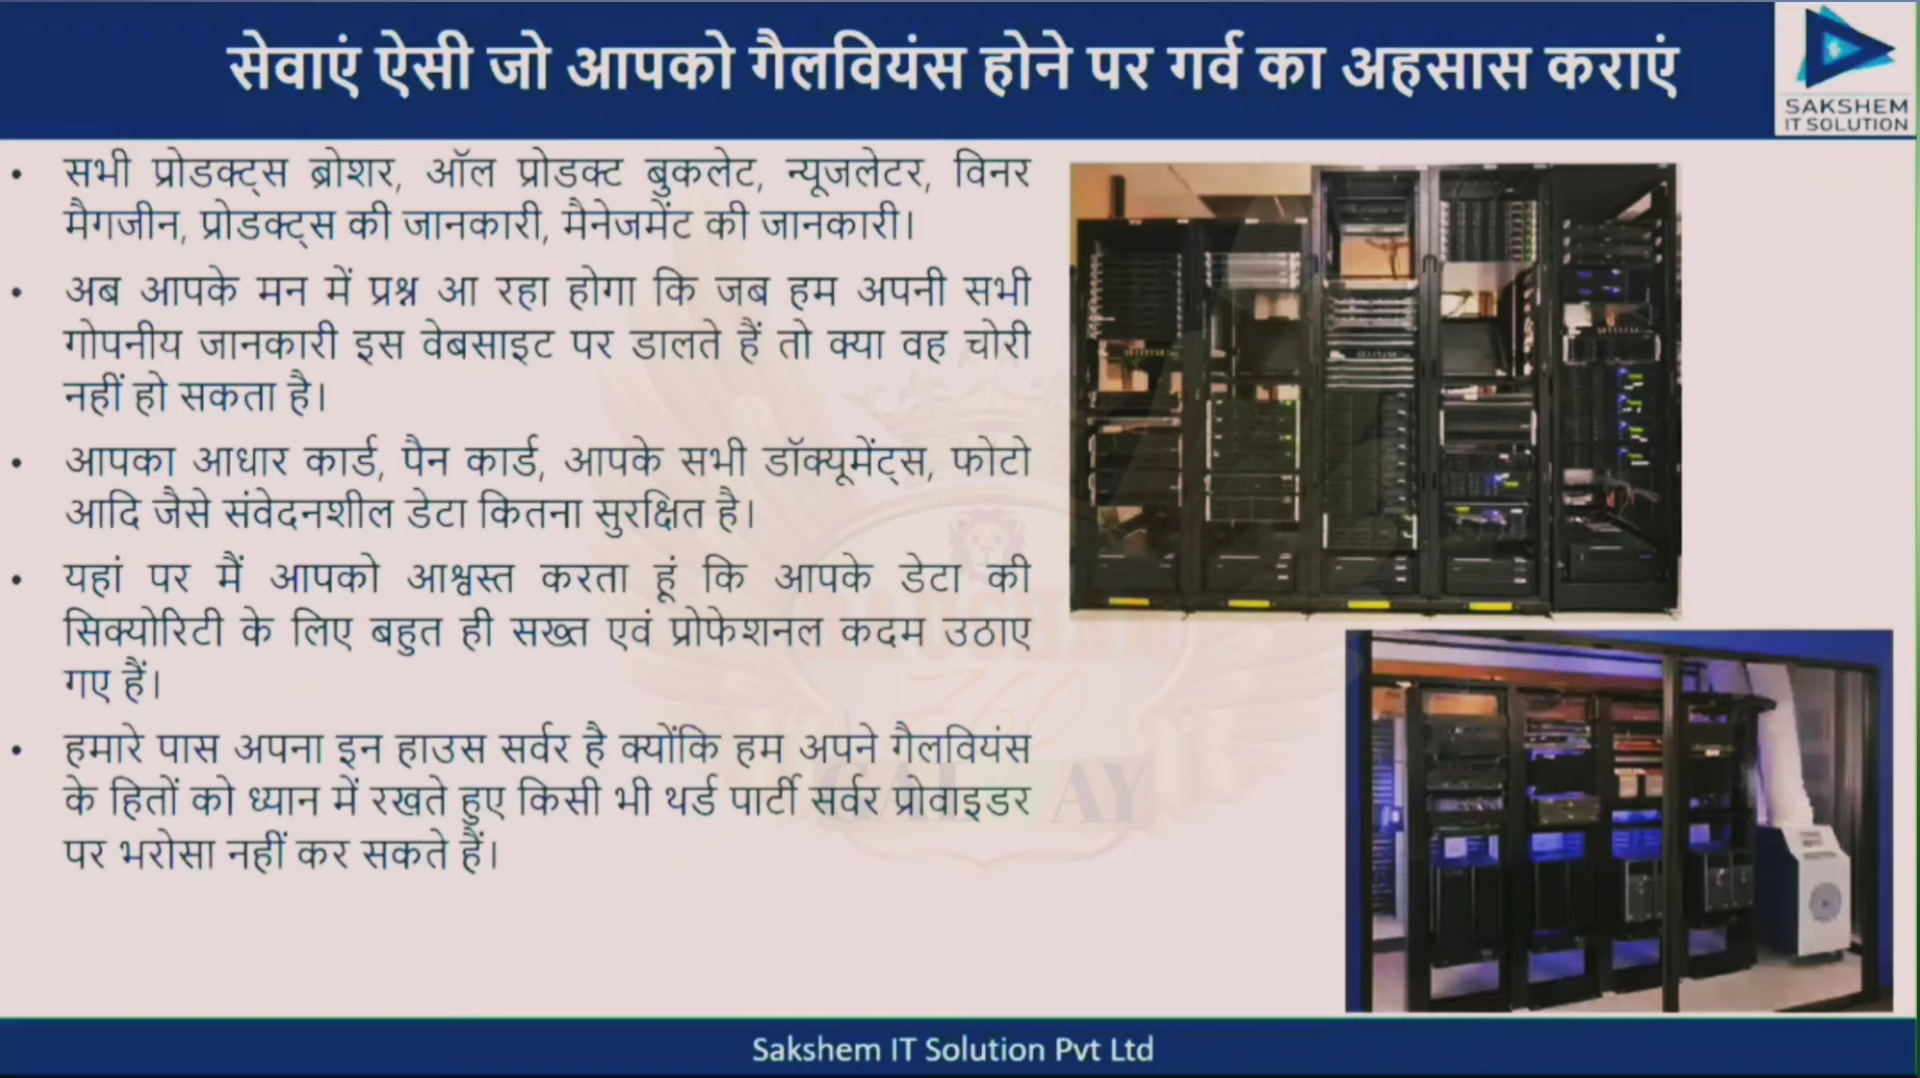 सेवाएं ऐसी जो आपको गैलवियंस होने पर गर्व का अहसास कराएं
SAKSHEM
IT SOLUTION
• सभी प्रोडक्ट्स ब्रोशर, ऑल प्रोडक्ट बुकलेट, न्यूजलेटर, विनर
मैगजीन, प्रोडक्ट्स की जानकारी, मैनेजमेंट की जानकारी।
• अब आपके मन में प्रश्न आ रहा होगा कि जब हम अपनी सभी
गोपनीय जानकारी इस वेबसाइट पर डालते हैं तो क्या वह चोरी
नहीं हो सकता है।
• आपका आधार कार्ड, पैन कार्ड, आपके सभी डॉक्यूमेंट्स, फोटो
आदि जैसे संवेदनशील डेटा कितना सुरक्षित है।
• यहां पर मैं आपको आश्वस्त करता हूं कि आपके डेटा की
सिक्योरिटी के लिए बहुत ही सख्त एवं प्रोफेशनल कदम उठाए
गए हैं।
• हमारे पास अपना इन हाउस सर्वर है क्योंकि हम अपने गैलवियंस
के हितों को ध्यान में रखते हुए किसी भी थर्ड पार्टी सर्वर प्रोवाइडर
पर भरोसा नहीं कर सकते हैं।
Sakshem IT Solution Pvt Ltd